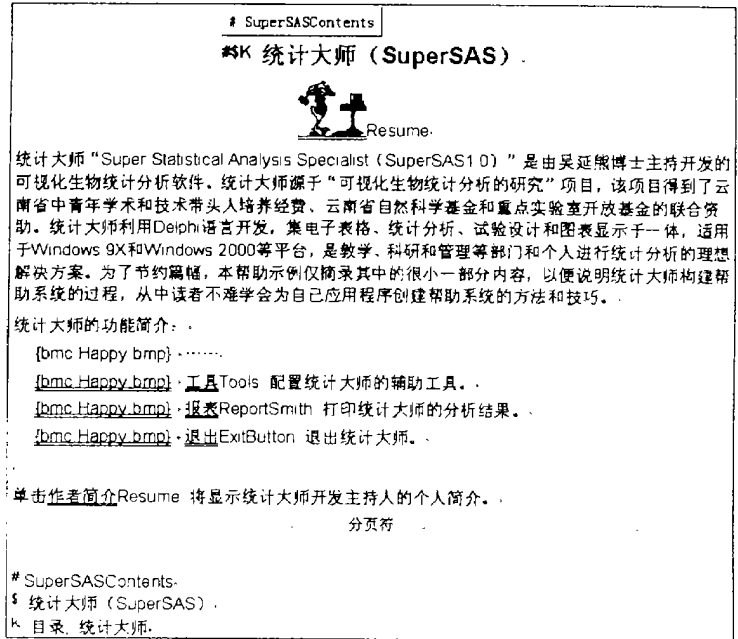 # SuperSASContents
#$K 统计大师（SuperSAS）
Resume
统计大师“Super Statistical Analysis Specialist（SuperSAS1 0）”是由吴延熊博士主持开发的
可视化生物统计分析软件。统计大师源于“可视化生物统计分析的研究”项目，该项目得到了云
南省中青年学术和技术带头人培养经费、云南省自然科学基金和重点实验室开放基金的联合资
助。统计大师利用Delphi语言开发，集电子表格、统计分析、试验设计和图表显示于一体，适用
于Windows 9X和Windows 2000等平台，是教学、科研和管理等部门和个人进行统计分析的理想
解决方案。为了节约篇幅，本帮助示例仅摘录其中的很小一部分内容，以便说明统计大师构建帮
助系统的过程，从中读者不难学会为自己应用程序创建帮助系统的方法和技巧。
统计大师的功能简介：
{bmc Happy bmp}·······
{bmc Happy bmp}·工具Tools 配置统计大师的辅助工具。
{bmc Happy bmp}·报表ReportSmith 打印统计大师的分析结果。
{bmc Happy bmp}·退出ExitButton 退出统计大师。
单击作者简介Resume 将显示统计大师开发主持人的个人简介。
分页符
# SuperSASContents
$ 统计大师（SuperSAS）
K 目录, 统计大师